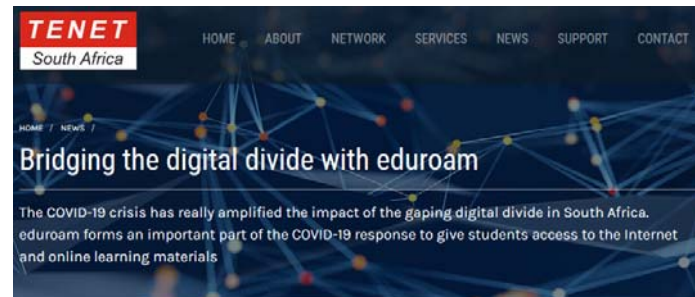 TENET
South Africa
HOME ABOUT NETWORK SERVICES NEWS SUPPORT CONTACT
HOME / NEWS /
Bridging the digital divide with eduroam
The COVID-19 crisis has really amplified the impact of the gaping digital divide in South Africa.
eduroam forms an important part of the COVID-19 response to give students access to the Internet
and online learning materials